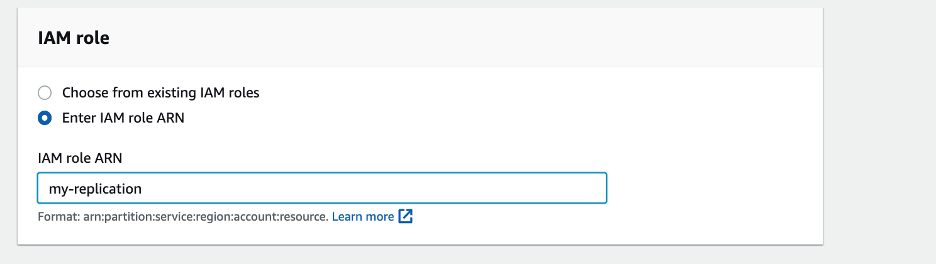 IAM role
Choose from existing IAM roles
Enter IAM role ARN
IAM role ARN
my-replication
Format: arn:partition:service:region:account:resource. Learn more